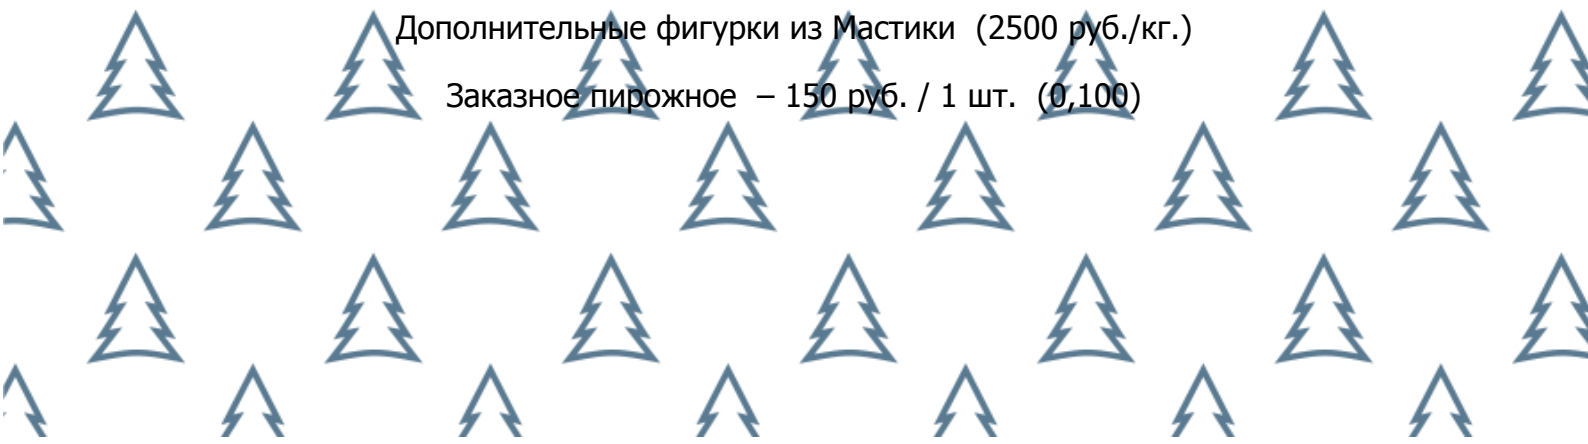 Дополнительные фигурки из Мастики (2500 руб./кг.)
Заказное пирожное – 150 руб. / 1 шт. (0,100)